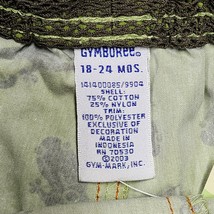 GYMBOREE®
18-24 MOS.
141400085/9904
SHELL:
75% COTTON
25% NYLON
TRIM:
100% POLYESTER
EXCLUSIVE OF
DECORATION
MADE IN
INDONESIA
RN 70530
© 2003
GYM-MARK, INC.